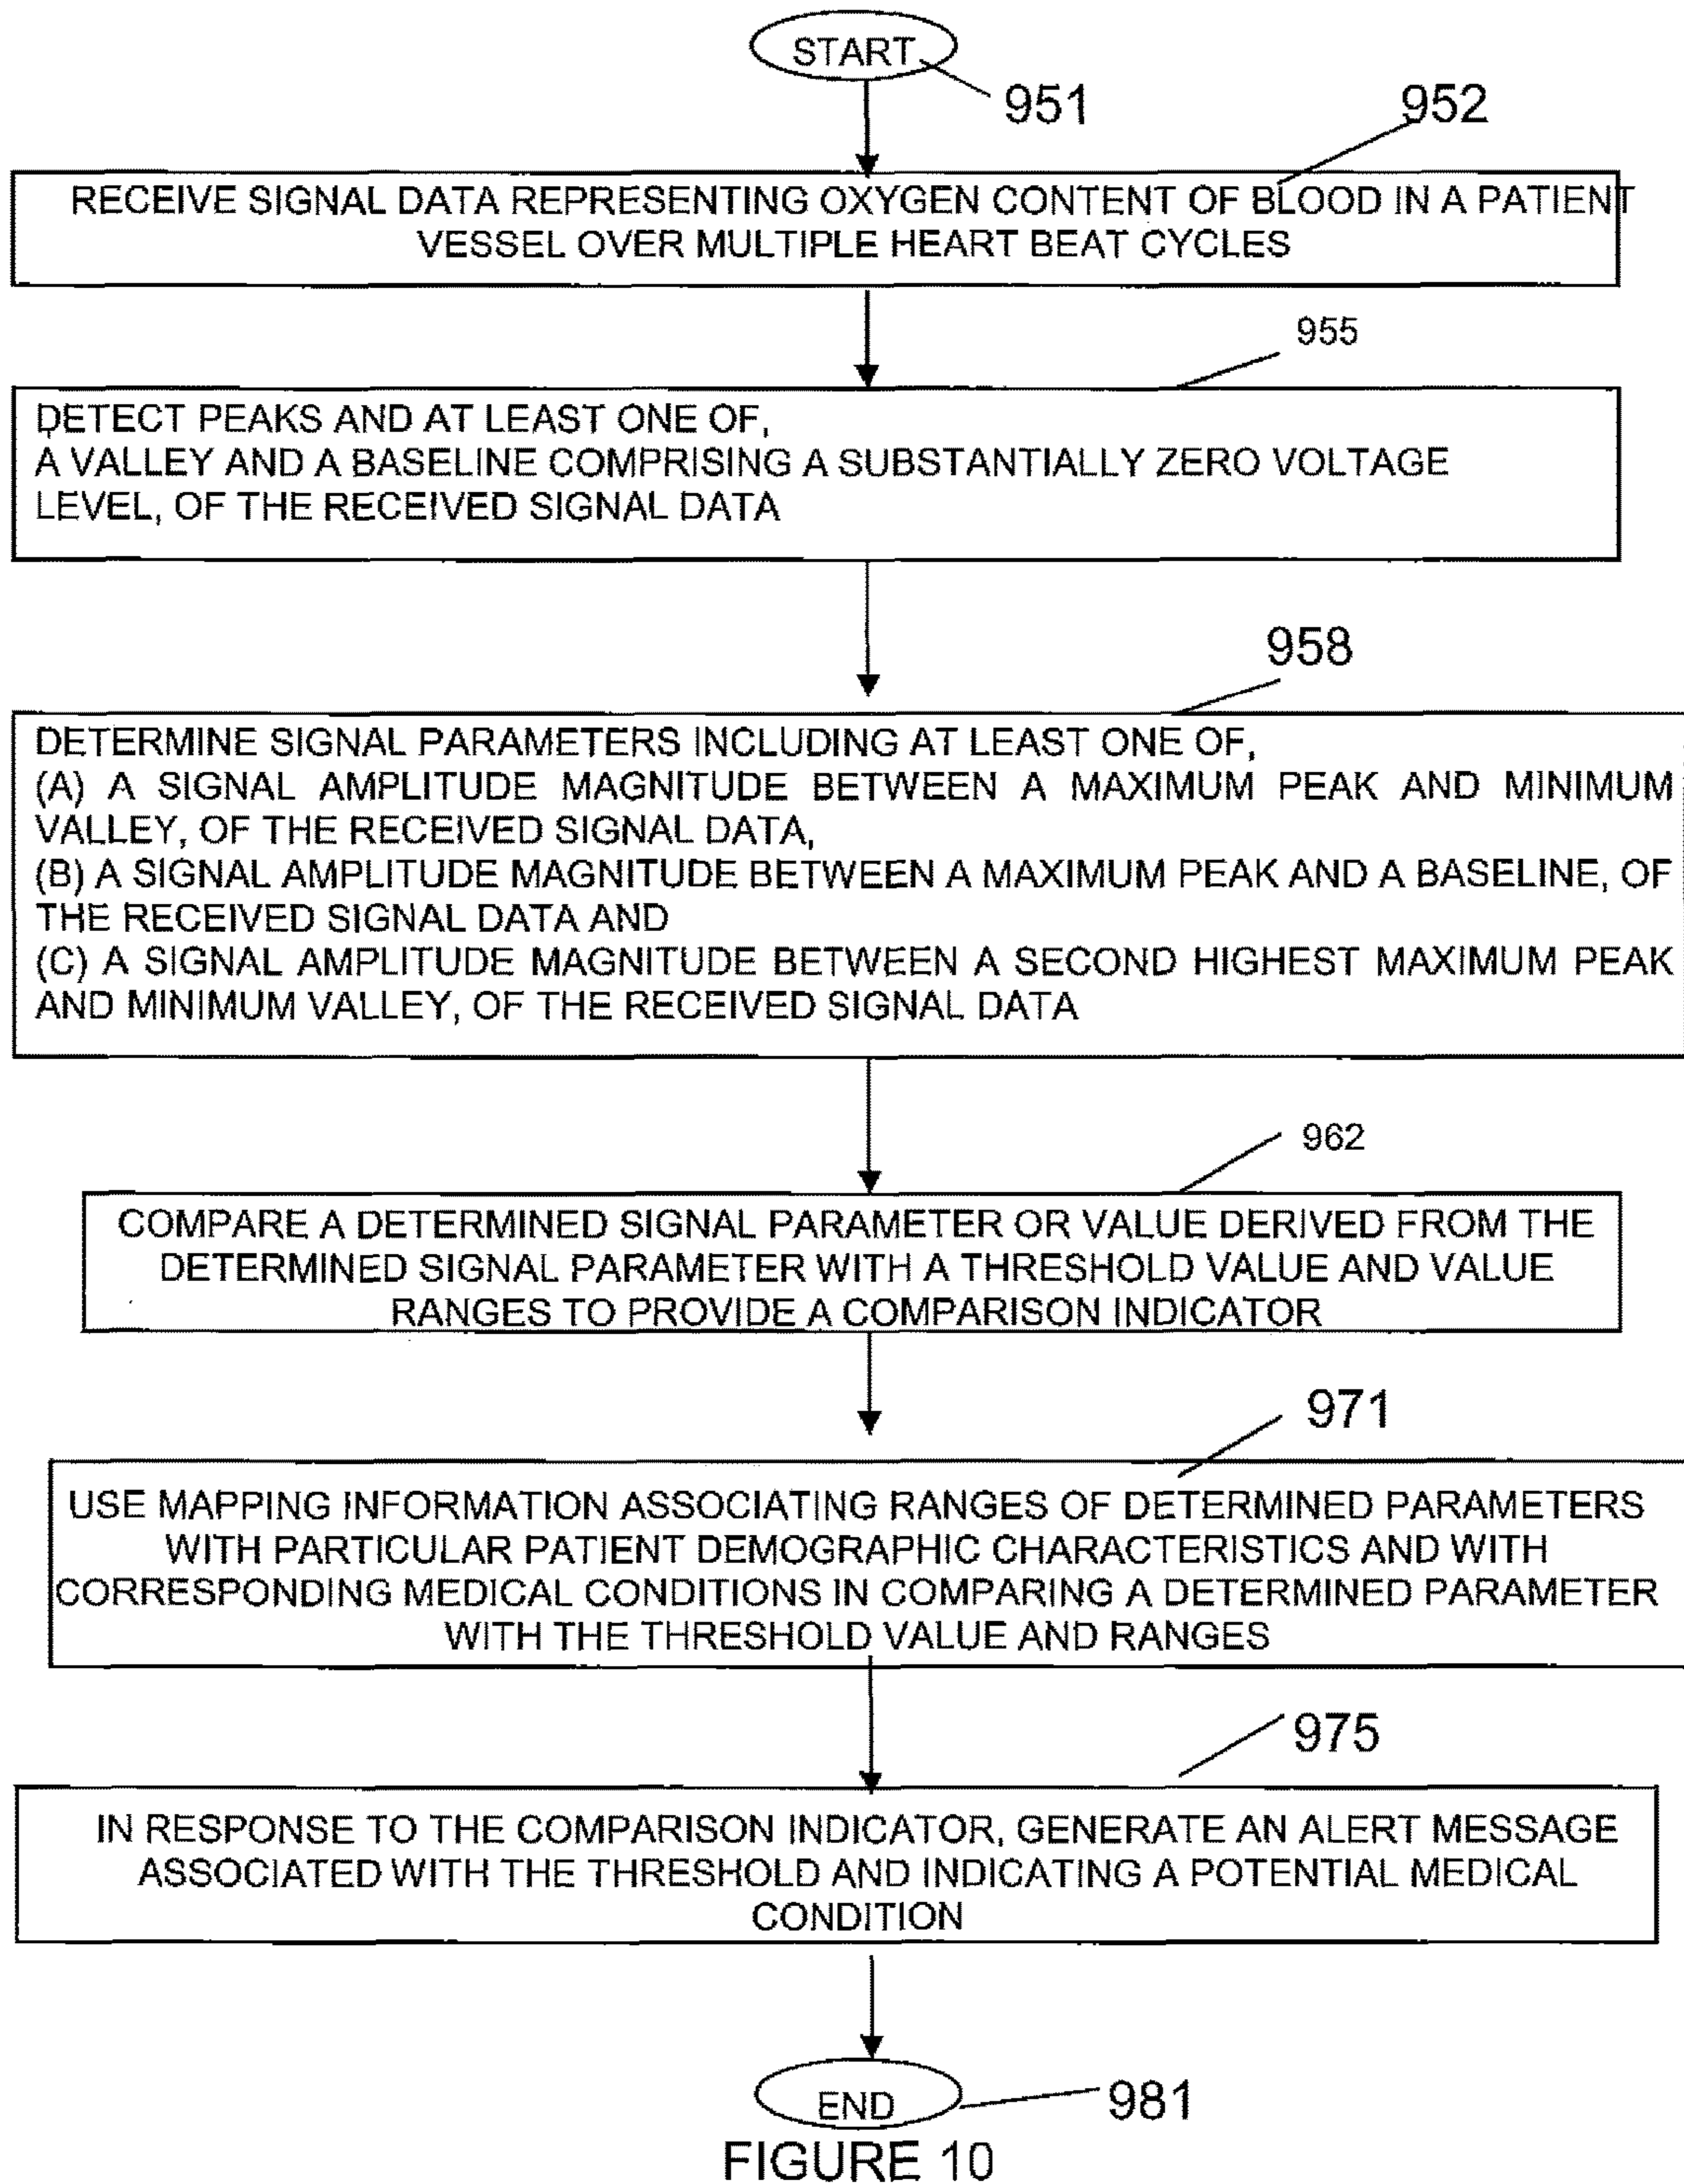 START
951
952
RECEIVE SIGNAL DATA REPRESENTING OXYGEN CONTENT OF BLOOD IN A PATIENT
VESSEL OVER MULTIPLE HEART BEAT CYCLES
955
DETECT PEAKS AND AT LEAST ONE OF,
A VALLEY AND A BASELINE COMPRISING A SUBSTANTIALLY ZERO VOLTAGE
LEVEL, OF THE RECEIVED SIGNAL DATA
958
DETERMINE SIGNAL PARAMETERS INCLUDING AT LEAST ONE OF,
(A) A SIGNAL AMPLITUDE MAGNITUDE BETWEEN A MAXIMUM PEAK AND MINIMUM
VALLEY, OF THE RECEIVED SIGNAL DATA,
(B) A SIGNAL AMPLITUDE MAGNITUDE BETWEEN A MAXIMUM PEAK AND A BASELINE, OF
THE RECEIVED SIGNAL DATA AND
(C) A SIGNAL AMPLITUDE MAGNITUDE BETWEEN A SECOND HIGHEST MAXIMUM PEAK
AND MINIMUM VALLEY, OF THE RECEIVED SIGNAL DATA
962
COMPARE A DETERMINED SIGNAL PARAMETER OR VALUE DERIVED FROM THE
DETERMINED SIGNAL PARAMETER WITH A THRESHOLD VALUE AND VALUE
RANGES TO PROVIDE A COMPARISON INDICATOR
971
USE MAPPING INFORMATION ASSOCIATING RANGES OF DETERMINED PARAMETERS
WITH PARTICULAR PATIENT DEMOGRAPHIC CHARACTERISTICS AND WITH
CORRESPONDING MEDICAL CONDITIONS IN COMPARING A DETERMINED PARAMETER
WITH THE THRESHOLD VALUE AND RANGES
975
IN RESPONSE TO THE COMPARISON INDICATOR, GENERATE AN ALERT MESSAGE
ASSOCIATED WITH THE THRESHOLD AND INDICATING A POTENTIAL MEDICAL
CONDITION
END
981
FIGURE 10